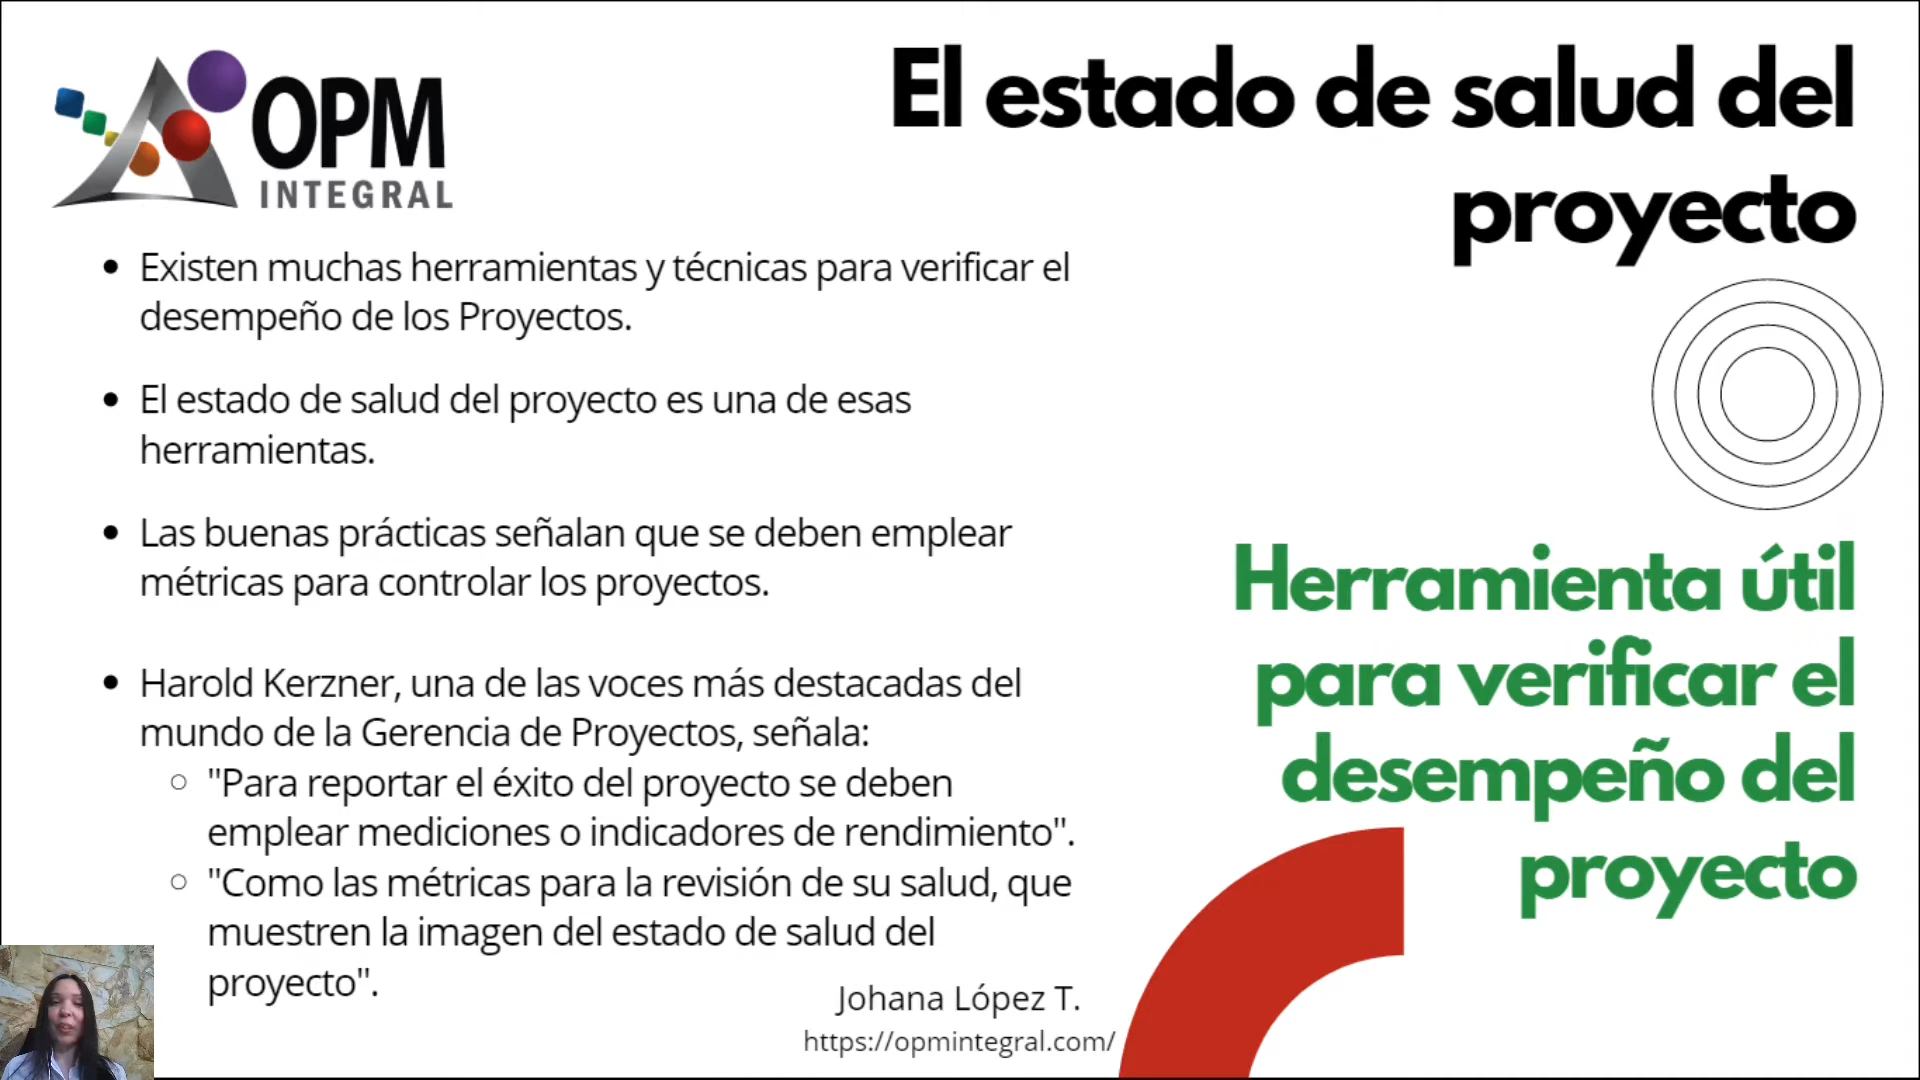 OPM
INTEGRAL
El estado de salud del
proyecto
• Existen muchas herramientas y técnicas para verificar el
desempeño de los Proyectos.
• El estado de salud del proyecto es una de esas
herramientas.
• Las buenas prácticas señalan que se deben emplear
métricas para controlar los proyectos.
• Harold Kerzner, una de las voces más destacadas del
mundo de la Gerencia de Proyectos, señala:
○ "Para reportar el éxito del proyecto se deben
emplear mediciones o indicadores de rendimiento".
○ "Como las métricas para la revisión de su salud, que
muestren la imagen del estado de salud del
proyecto".
Herramienta útil
para verificar el
desempeño del
proyecto
Johana López T.
https://opmintegral.com/